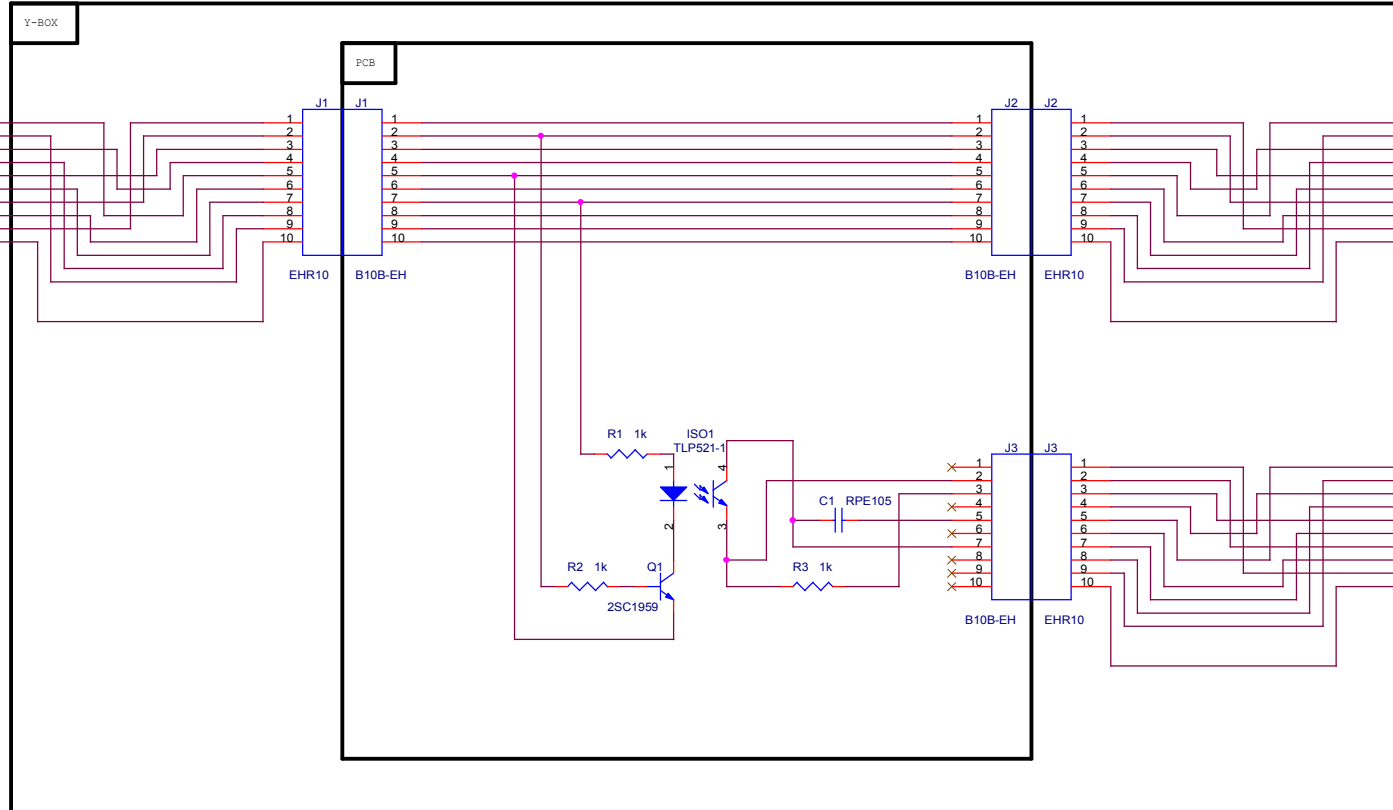 Y-BOX
PCB
J1 J1 J2 J2
1 1 1 1
2 2 2 2
3 3 3 3
4 4 4 4
5 5 5 5
6 6 6 6
7 7 7 7
8 8 8 8
9 9 9 9
10 10 10 10
EHR10 B10B-EH B10B-EH EHR10
R1 1k
ISO1
TLP521-1
1
2
4
3
C1 RPE105
R2 1k
Q1
2SC1959
R3 1k
J3 J3
1 1
2 2
3 3
4 4
5 5
6 6
7 7
8 8
9 9
10 10
B10B-EH EHR10